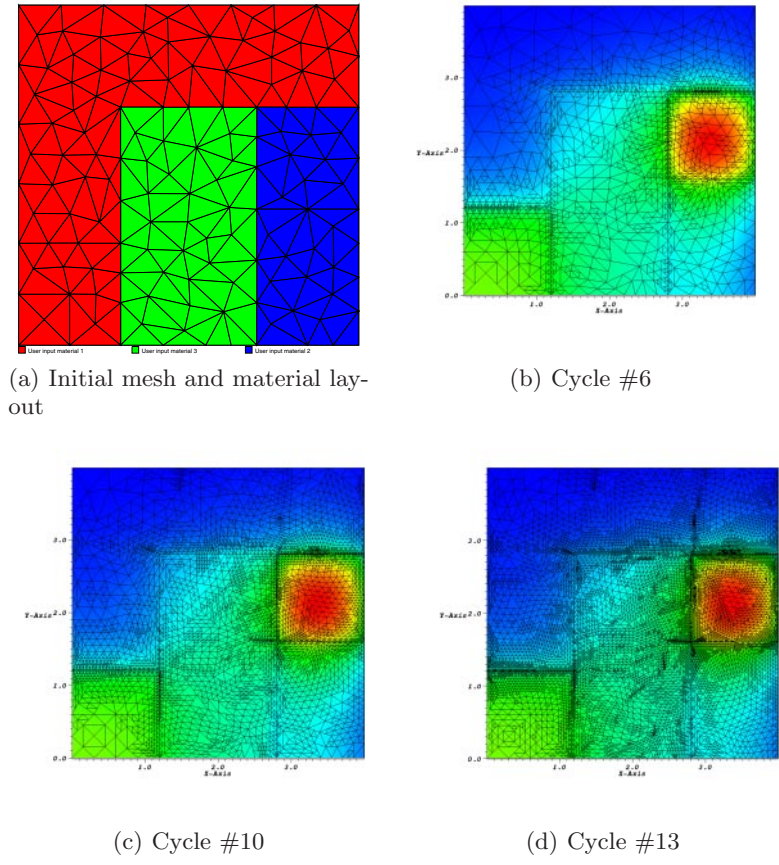 User input material 1 User input material 3 User input material 2
(a) Initial mesh and material lay-
out
3.0
Y-Axis
2.0
1.0
0.0
1.0 2.0 3.0
X-Axis
(b) Cycle #6
3.0
Y-Axis
2.0
1.0
0.0
1.0 2.0 3.0
X-Axis
(c) Cycle #10
3.0
Y-Axis
2.0
1.0
0.0
1.0 2.0 3.0
X-Axis
(d) Cycle #13